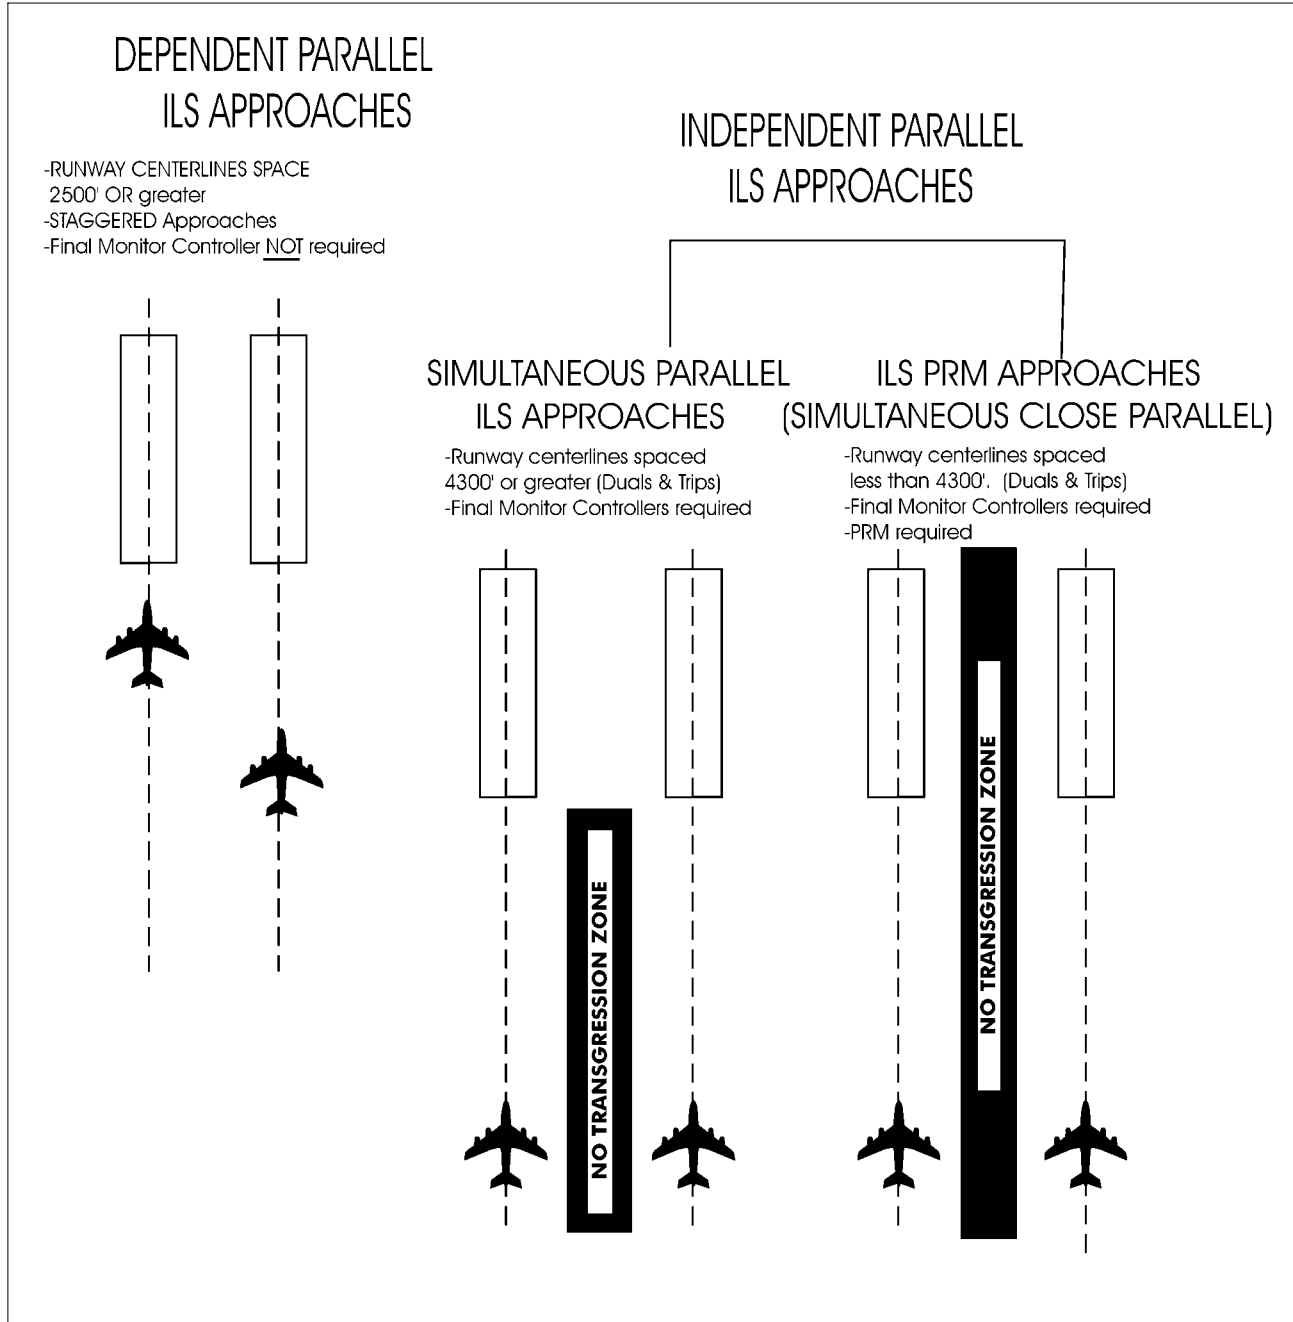 DEPENDENT PARALLEL
ILS APPROACHES
-RUNWAY CENTERLINES SPACE
2500' OR greater
-STAGGERED Approaches
-Final Monitor Controller NOT required
INDEPENDENT PARALLEL
ILS APPROACHES
SIMULTANEOUS PARALLEL
ILS APPROACHES
-Runway centerlines spaced
4300' or greater (Duals & Trips)
-Final Monitor Controllers required
ILS PRM APPROACHES
(SIMULTANEOUS CLOSE PARALLEL)
-Runway centerlines spaced
less than 4300'. (Duals & Trips)
-Final Monitor Controllers required
-PRM required
NO TRANSGRESSION ZONE
NO TRANSGRESSION ZONE